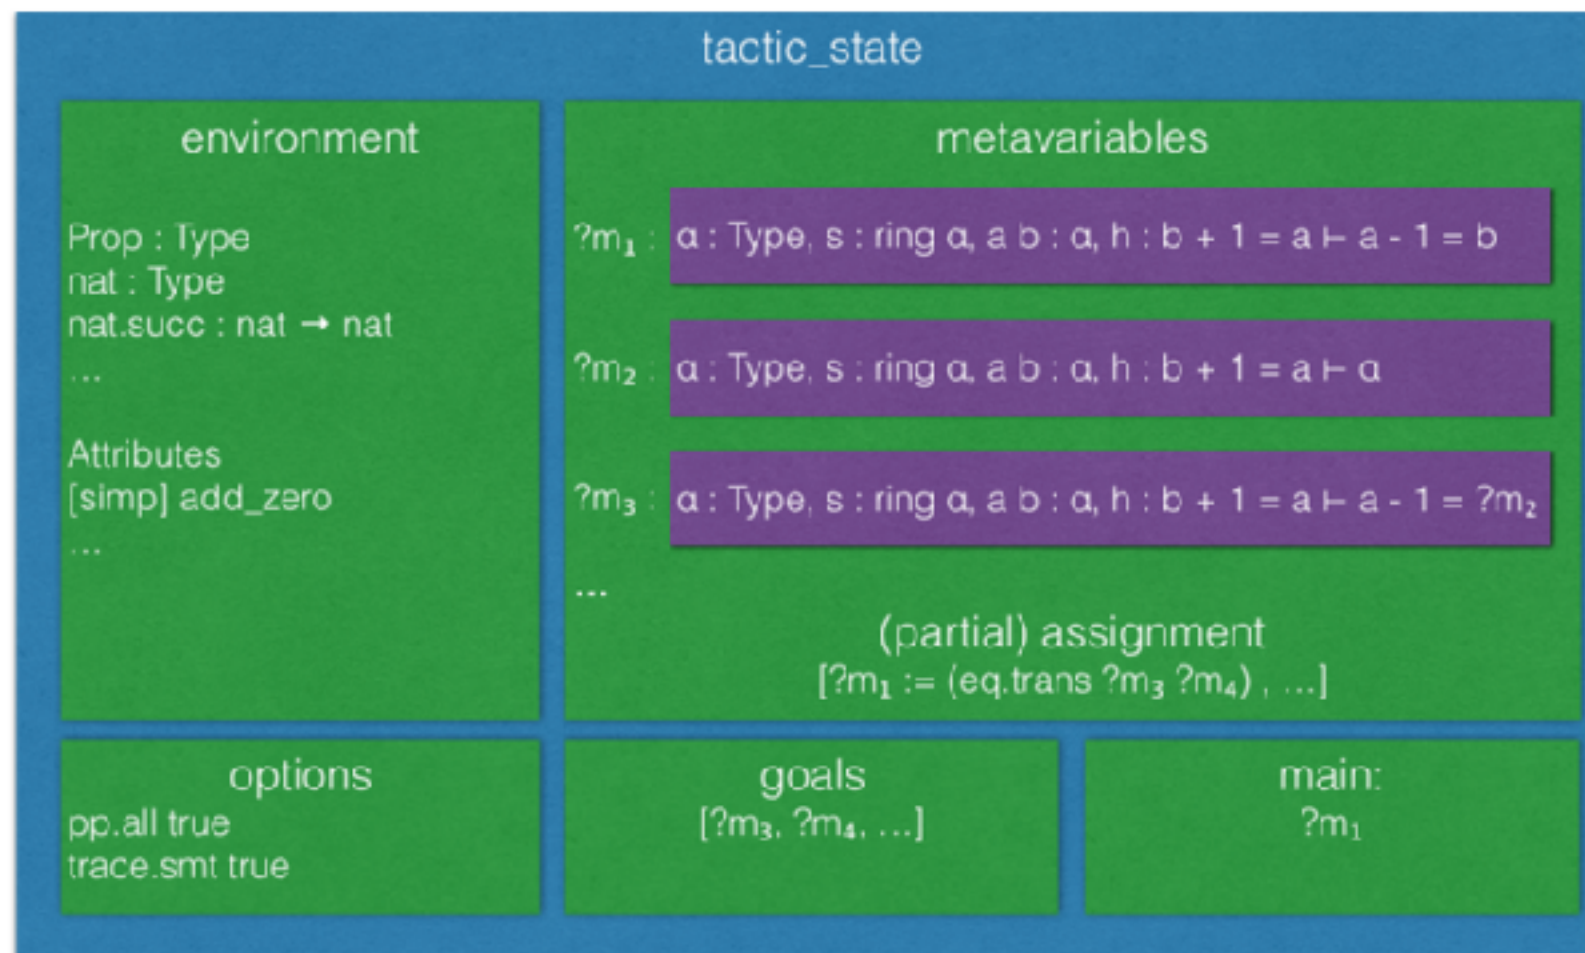 tactic_state
environment
Prop : Type
nat : Type
nat.succ : nat → nat
...
Attributes
[simp] add_zero
...
metavariables
?m₁ : α : Type, s : ring α, a b : α, h : b + 1 = a ⊢ a - 1 = b
?m₂ : α : Type, s : ring α, a b : α, h : b + 1 = a ⊢ α
?m₃ : α : Type, s : ring α, a b : α, h : b + 1 = a ⊢ a - 1 = ?m₂
...
(partial) assignment
[?m₁ := (eq.trans ?m₃ ?m₄) , ...]
options
pp.all true
trace.smt true
goals
[?m₃, ?m₄, ...]
main:
?m₁